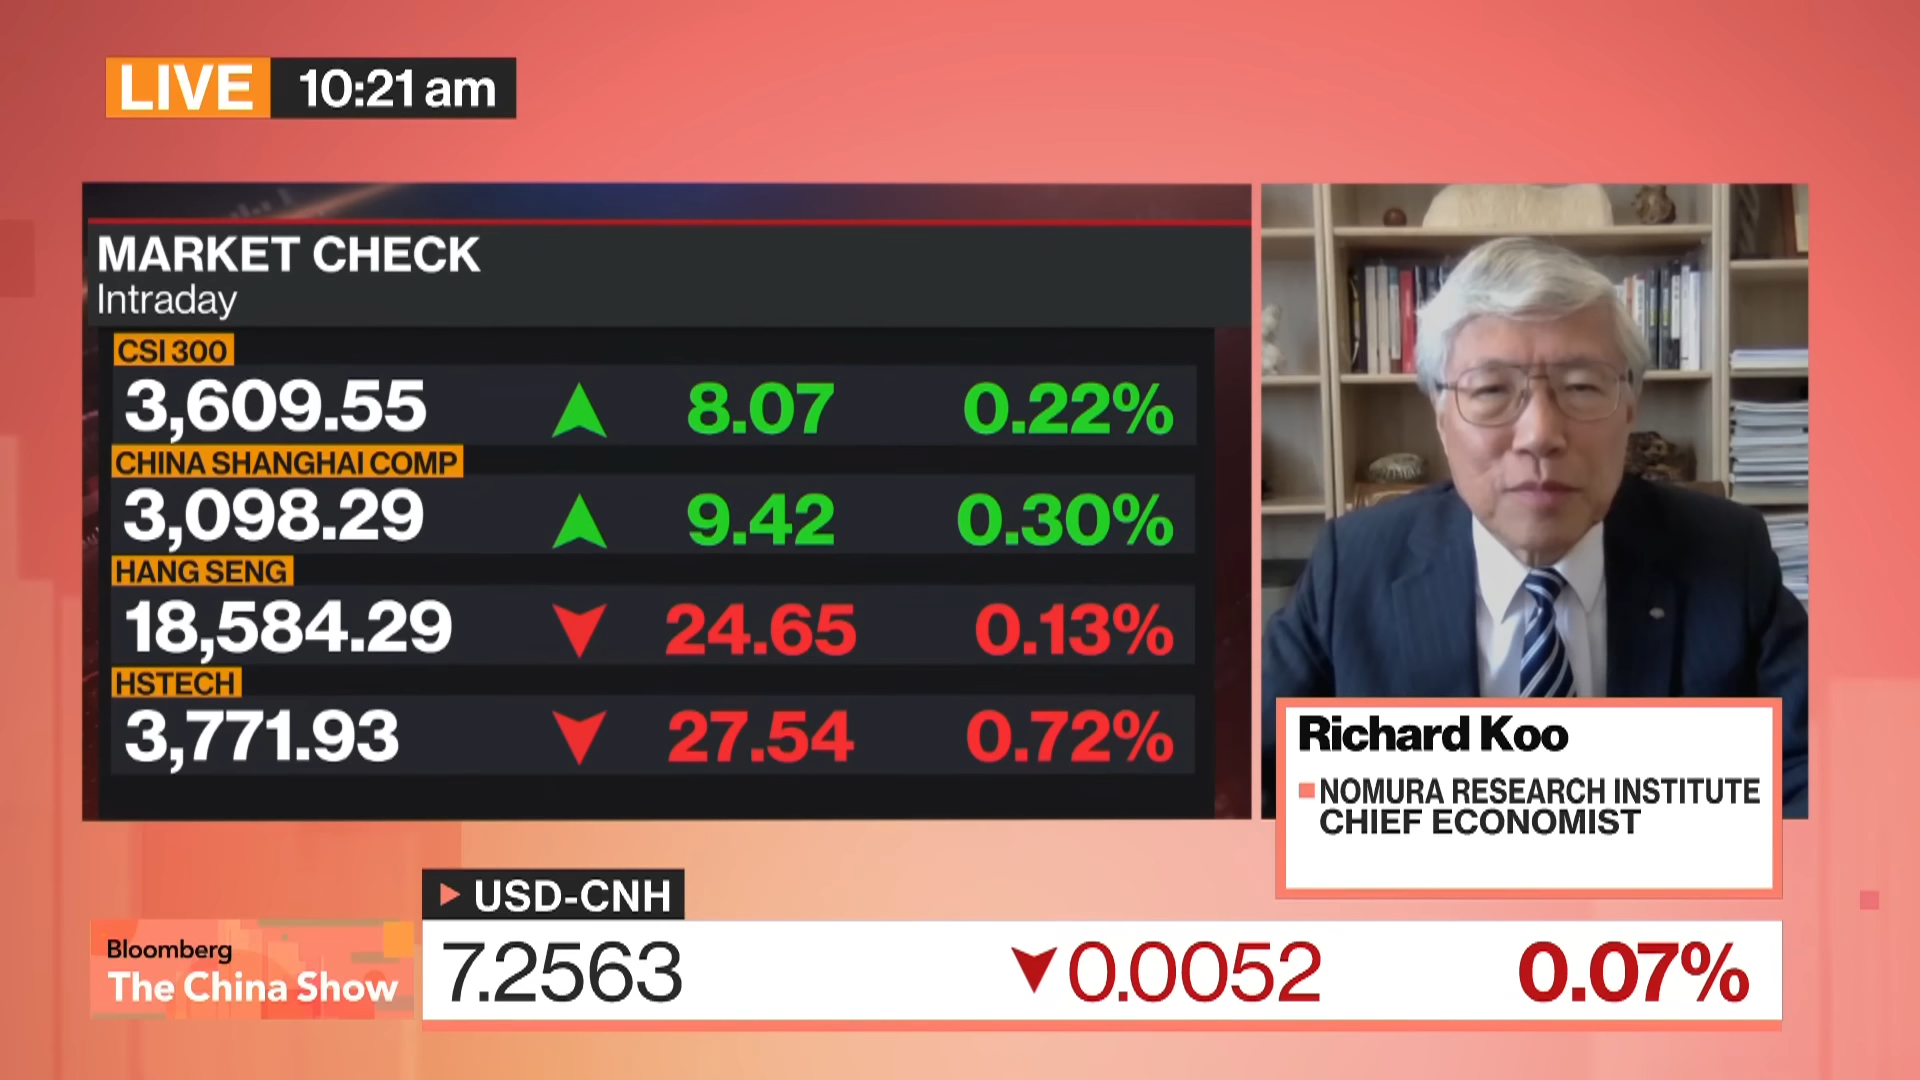 LIVE 10:21 am
MARKET CHECK
Intraday
CSI 300
3,609.55 8.07 0.22%
CHINA SHANGHAI COMP
3,098.29 9.42 0.30%
HANG SENG
18,584.29 24.65 0.13%
HSTECH
3,771.93 27.54 0.72%
Richard Koo
NOMURA RESEARCH INSTITUTE
CHIEF ECONOMIST
USD-CNH
7.2563 0.0052 0.07%
Bloomberg
The China Show